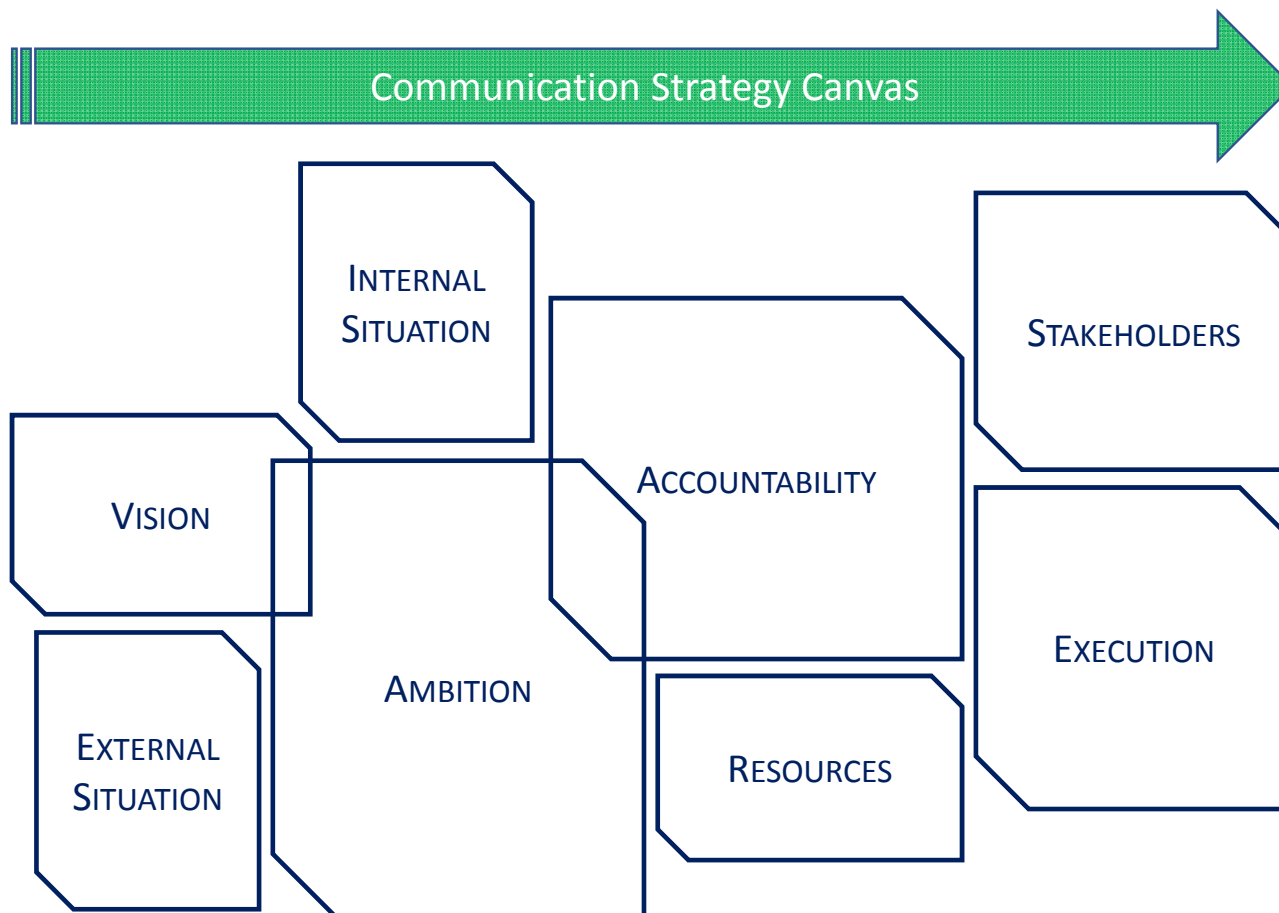 Communication Strategy Canvas
INTERNAL
SITUATION
STAKEHOLDERS
ACCOUNTABILITY
VISION
EXECUTION
AMBITION
EXTERNAL
SITUATION
RESOURCES